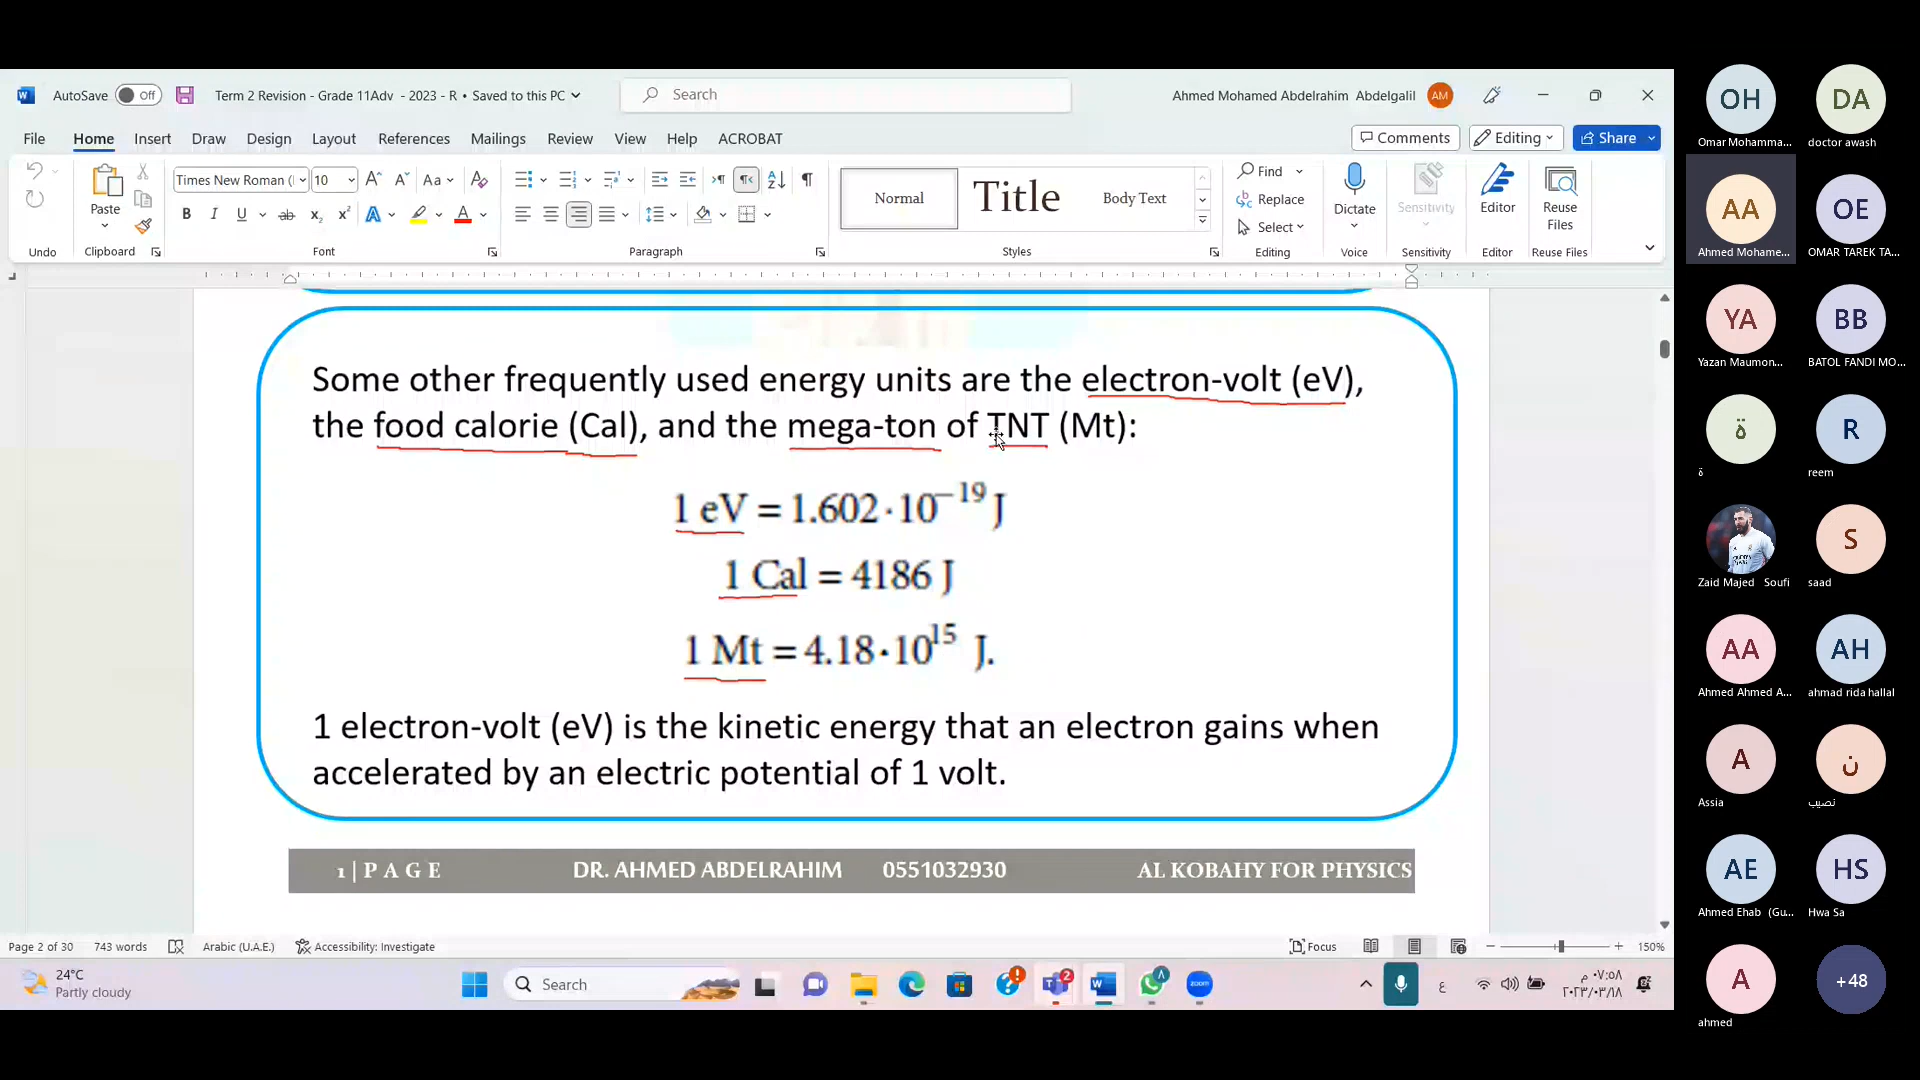 AutoSave Off Term 2 Revision - Grade 11Adv - 2023 - R • Saved to this PC Search Ahmed Mohamed Abdelrahim Abdelgalil AM
File Home Insert Draw Design Layout References Mailings Review View Help ACROBAT Comments Editing Share
Times New Roman ( 10 Aa
Paste
Normal Title Body Text
Find
Replace
Select
Dictate
Sensitivity
Editor
Reuse
Files
Undo Clipboard Font Paragraph Styles Editing Voice Sensitivity Editor Reuse Files
Some other frequently used energy units are the electron-volt (eV),
the food calorie (Cal), and the mega-ton of TNT (Mt):
1 eV = 1.602·10⁻¹⁹ J
1 Cal = 4186 J
1 Mt = 4.18·10¹⁵ J.
1 electron-volt (eV) is the kinetic energy that an electron gains when
accelerated by an electric potential of 1 volt.
1 | P A G E DR. AHMED ABDELRAHIM 0551032930 AL KOBAHY FOR PHYSICS
Page 2 of 30 743 words Arabic (U.A.E.) Accessibility: Investigate Focus 150%
24°C
Partly cloudy
Search
2
zoom
ع
٠٧:٥٨ م
٢٠٢٣/٠٣/١٨
OH
Omar Mohamma...
DA
doctor awash
AA
Ahmed Mohame...
OE
OMAR TAREK TA...
YA
Yazan Maumon...
BB
BATOL FANDI MO...
ة
ة
R
reem
Zaid Majed Soufi
S
saad
AA
Ahmed Ahmed A...
AH
ahmad rida hallal
A
Assia
ن
نصيب
AE
Ahmed Ehab (Gu...
HS
Hwa Sa
A
ahmed
+48